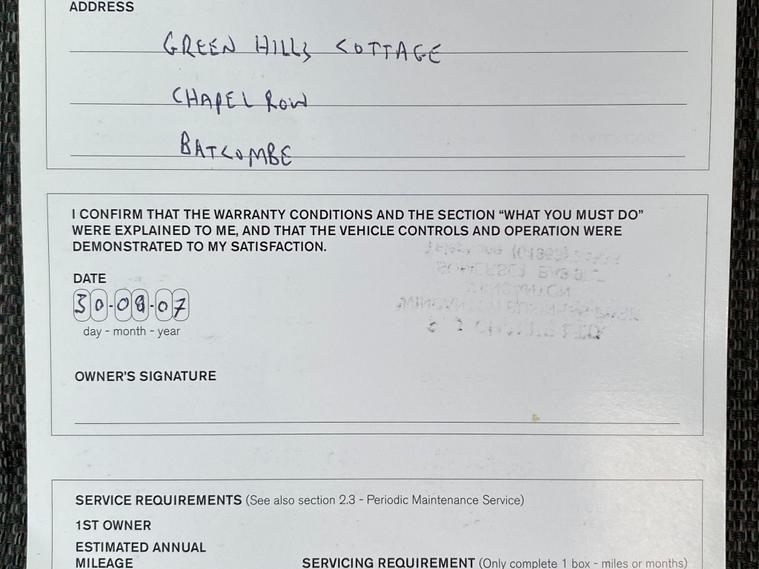 ADDRESS
GREEN HILLS COTTAGE
CHAPEL ROW
BATCOMBE
I CONFIRM THAT THE WARRANTY CONDITIONS AND THE SECTION “WHAT YOU MUST DO”
WERE EXPLAINED TO ME, AND THAT THE VEHICLE CONTROLS AND OPERATION WERE
DEMONSTRATED TO MY SATISFACTION.
DATE
30-08-07
day - month - year
OWNER'S SIGNATURE
SERVICE REQUIREMENTS (See also section 2.3 - Periodic Maintenance Service)
1ST OWNER
ESTIMATED ANNUAL
MILEAGE SERVICING REQUIREMENT (Only complete 1 box - miles or months)